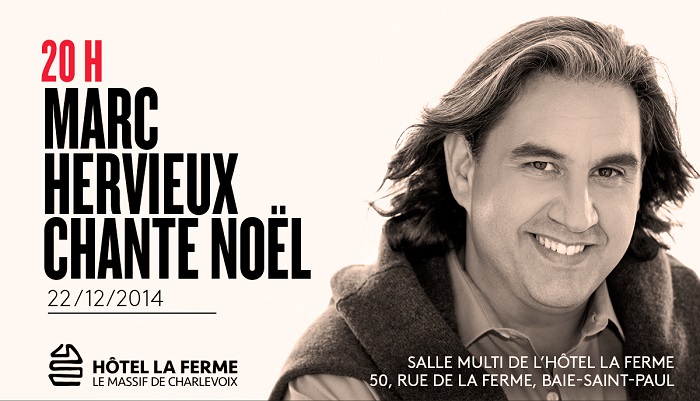 20 H
MARC
HERVIEUX
CHANTE NOËL
22/12/2014
HÔTEL LA FERME
LE MASSIF DE CHARLEVOIX
SALLE MULTI DE L'HÔTEL LA FERME
50, RUE DE LA FERME, BAIE-SAINT-PAUL